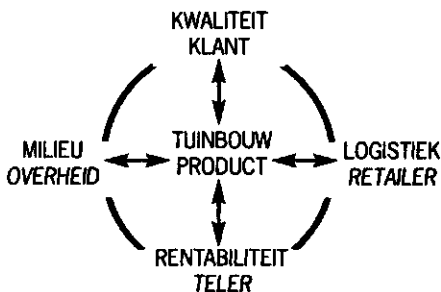 KWALITEIT
KLANT
MILIEU
OVERHEID
TUINBOUW
PRODUCT
LOGISTIEK
RETAILER
RENTABILITEIT
TELER